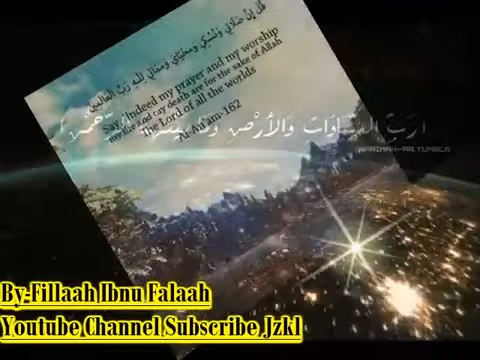 قُل إِنَّ صَلَاتِي وَنُسُكِي وَمَحْيَايَ وَمَمَاتِي لِلَّهِ رَبِّ الْعَالَمِينَ
Say, "Indeed my prayer and my worship
my life and my death are for the sake of Allah
The Lord of all the worlds
Al An'am-162
رَبِّ السَّمَاوَاتِ وَالْأَرْضِ الرَّحْمَنِ
By:Fillaah Ibnu Falaah
Youtube Channel Subscribe Jzkl